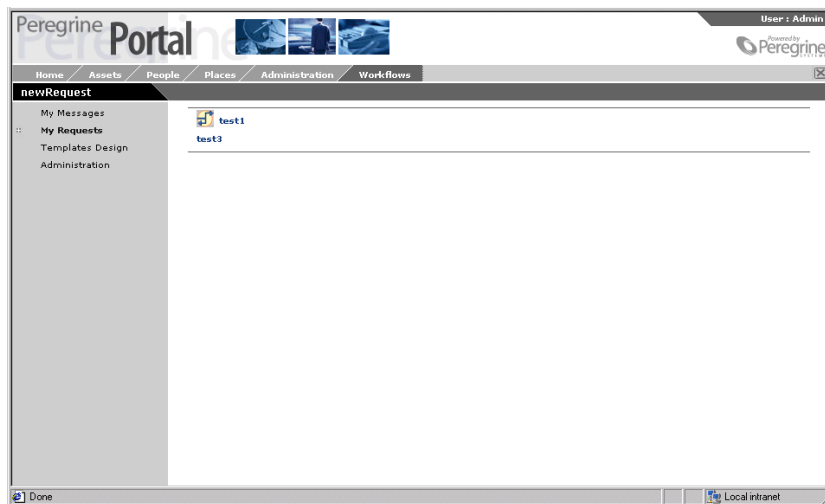 Peregrine Portal
User : Admin
Powered by
Peregrine
SYSTEMS
Home / Assets / People / Places / Administration / Workflows
newRequest
My Messages
My Requests
Templates Design
Administration
test1
test3
Done
Local intranet